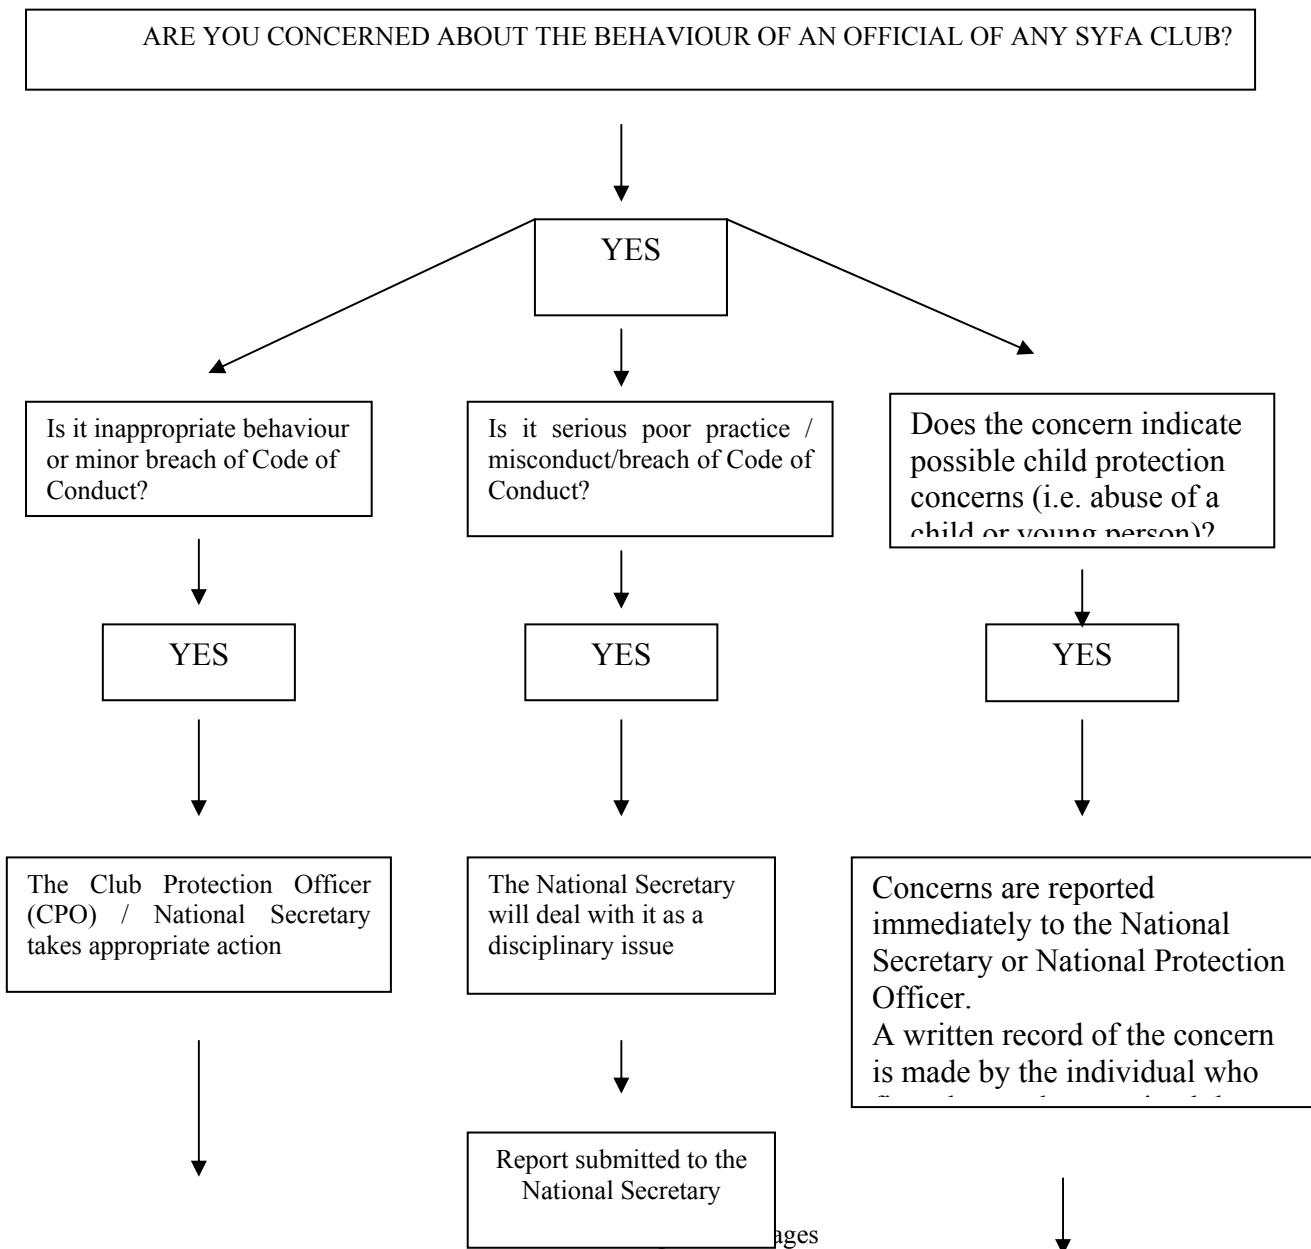 ARE YOU CONCERNED ABOUT THE BEHAVIOUR OF AN OFFICIAL OF ANY SYFA CLUB?
YES
Is it inappropriate behaviour
or minor breach of Code of
Conduct?
Is it serious poor practice /
misconduct/breach of Code of
Conduct?
Does the concern indicate
possible child protection
concerns (i.e. abuse of a
child or young person)?
YES
YES
YES
The Club Protection Officer
(CPO) / National Secretary
takes appropriate action
The National Secretary
will deal with it as a
disciplinary issue
Concerns are reported
immediately to the National
Secretary or National Protection
Officer.
A written record of the concern
is made by the individual who
Report submitted to the
National Secretary
ages